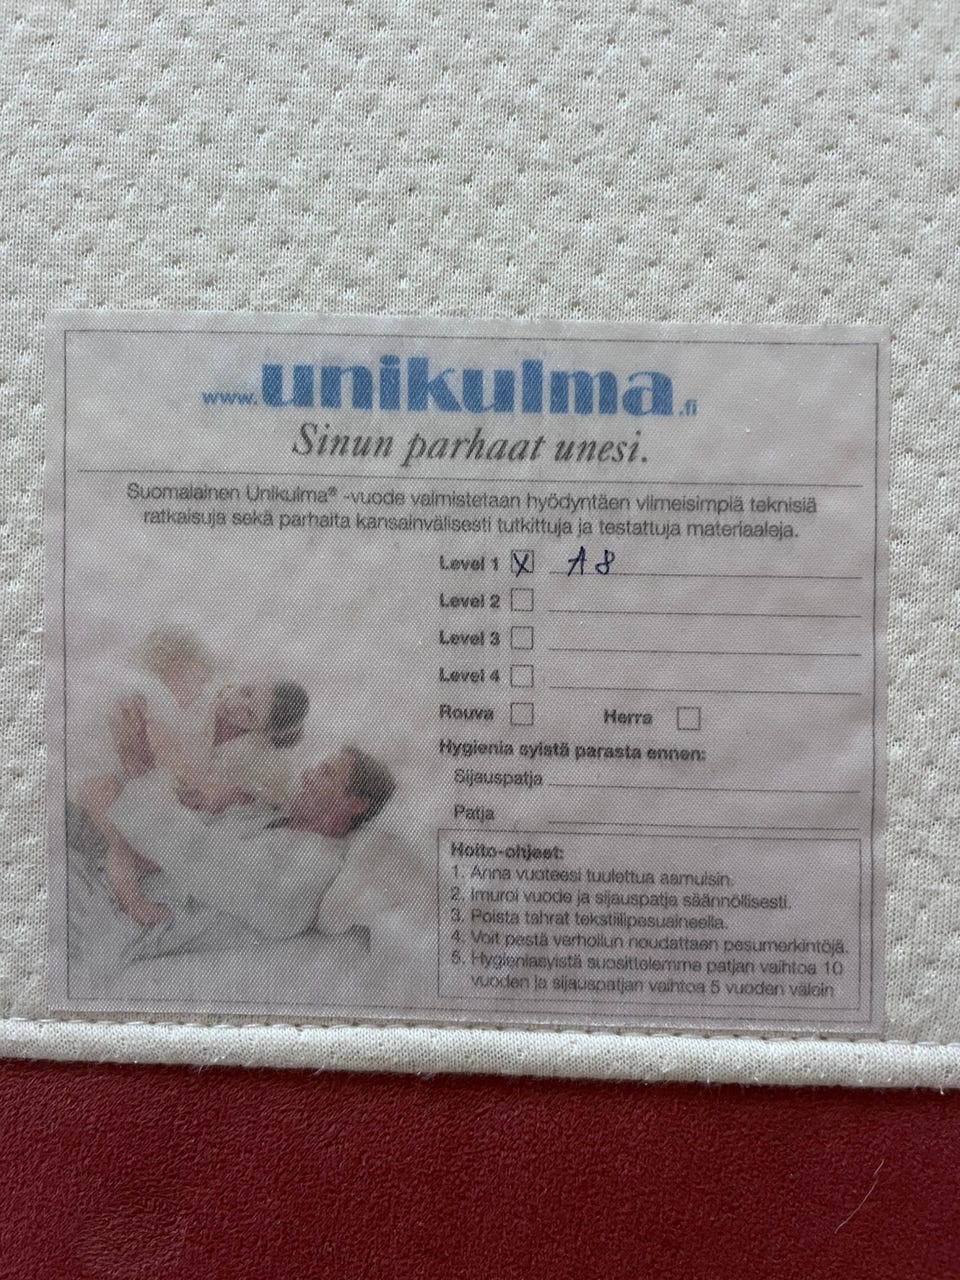 www.unikulma.fi
Sinun parhaat unesi.
Suomalainen Unikulma® -vuode valmistetaan hyödyntäen viimeisimpiä teknisiä
ratkaisuja sekä parhaita kansainvälisesti tutkittuja ja testattuja materiaaleja.
Level 1 X A8
Level 2
Level 3
Level 4
Rouva Herra
Hygienia syistä parasta ennen:
Sijauspatja
Patja
Hoito-ohjeet:
1. Anna vuoteesi tuulettua aamuisin.
2. Imuroi vuode ja sijauspatja säännöllisesti.
3. Poista tahrat tekstiilipesuaineella.
4. Voit pestä verhoilun noudattaen pesumerkintöjä.
5. Hygieniasyistä suosittelemme patjan vaihtoa 10
vuoden ja sijauspatjan vaihtoa 5 vuoden välein